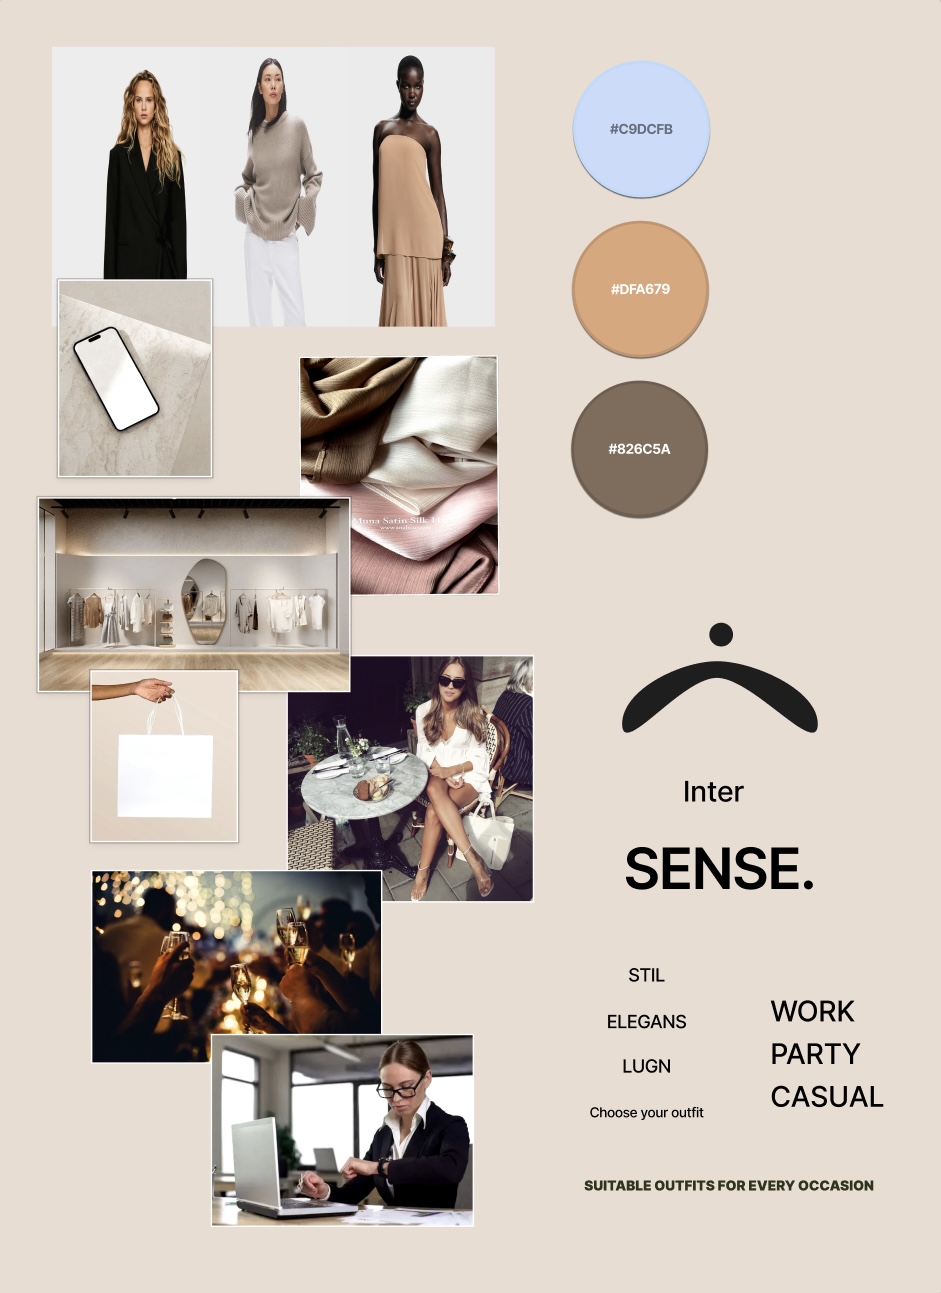 #C9DCFB
#DFA679
#826C5A
Muna Satin Silk
Inter
SENSE.
STIL
ELEGANS
LUGN
Choose your outfit
WORK
PARTY
CASUAL
SUITABLE OUTFITS FOR EVERY OCCASION